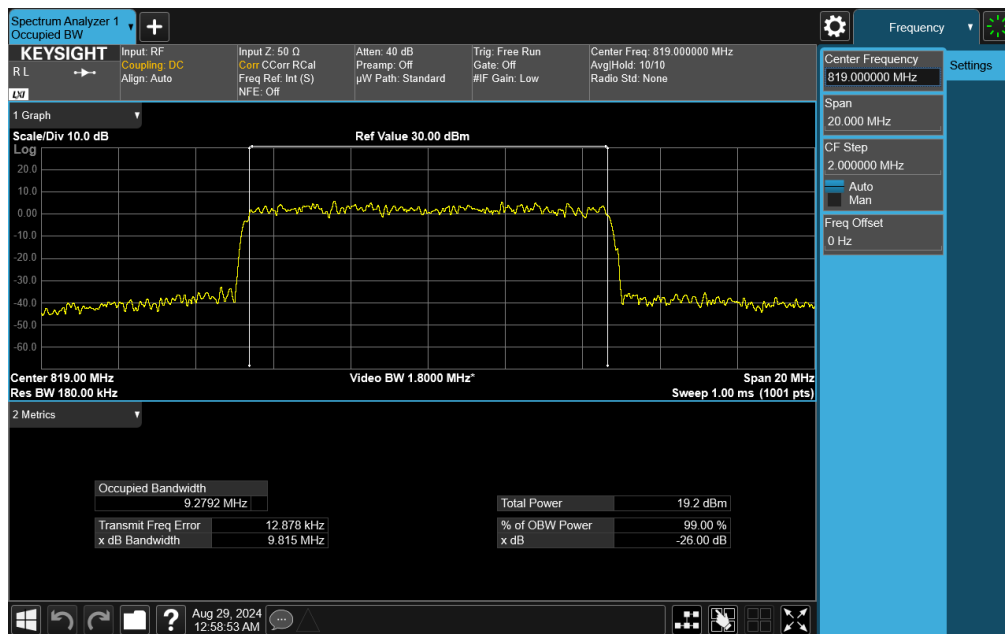 Spectrum Analyzer 1
Occupied BW
+
Frequency
KEYSIGHT
R L
LXI
Input: RF
Coupling: DC
Align: Auto
Input Z: 50 Ω
Corr CCorr RCal
Freq Ref: Int (S)
NFE: Off
Atten: 40 dB
Preamp: Off
µW Path: Standard
Trig: Free Run
Gate: Off
#IF Gain: Low
Center Freq: 819.000000 MHz
Avg|Hold: 10/10
Radio Std: None
Center Frequency
819.000000 MHz
Settings
Span
20.000 MHz
CF Step
2.000000 MHz
Auto
Man
Freq Offset
0 Hz
1 Graph
Scale/Div 10.0 dB
Ref Value 30.00 dBm
Log
20.0
10.0
0.00
-10.0
-20.0
-30.0
-40.0
-50.0
-60.0
Center 819.00 MHz
Video BW 1.8000 MHz*
Span 20 MHz
Res BW 180.00 kHz
Sweep 1.00 ms (1001 pts)
2 Metrics
Occupied Bandwidth
9.2792 MHz
Total Power 19.2 dBm
Transmit Freq Error 12.878 kHz
% of OBW Power 99.00 %
x dB Bandwidth 9.815 MHz
x dB -26.00 dB
?
Aug 29, 2024
12:58:53 AM